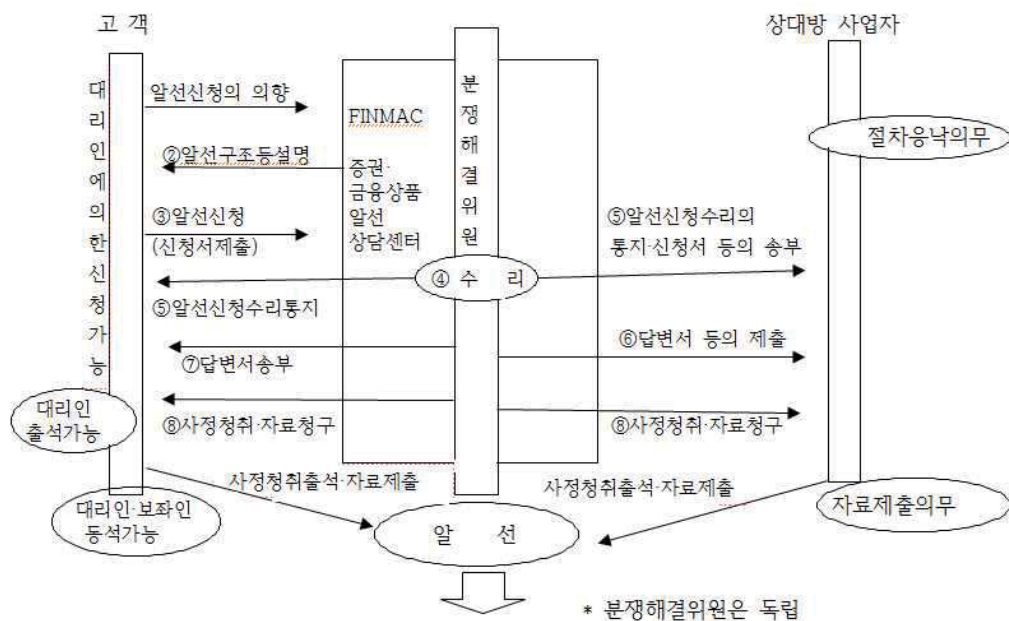 고 객
상대방 사업자
대리인에의한신청가능
분쟁해결위원
알선신청의 의향
FINMAC
절차응낙의무
②알선구조등설명
증권·
금융상품
알선
상담센터
③알선신청
(신청서제출)
⑤알선신청수리의
통지·신청서 등의 송부
④ 수 리
⑤알선신청수리통지
⑥답변서 등의 제출
⑦답변서송부
대리인
출석가능
⑧사정청취·자료청구
⑧사정청취·자료청구
사정청취출석·자료제출
사정청취출석·자료제출
대리인·보좌인
동석가능
자료제출의무
알 선
* 분쟁해결위원은 독립